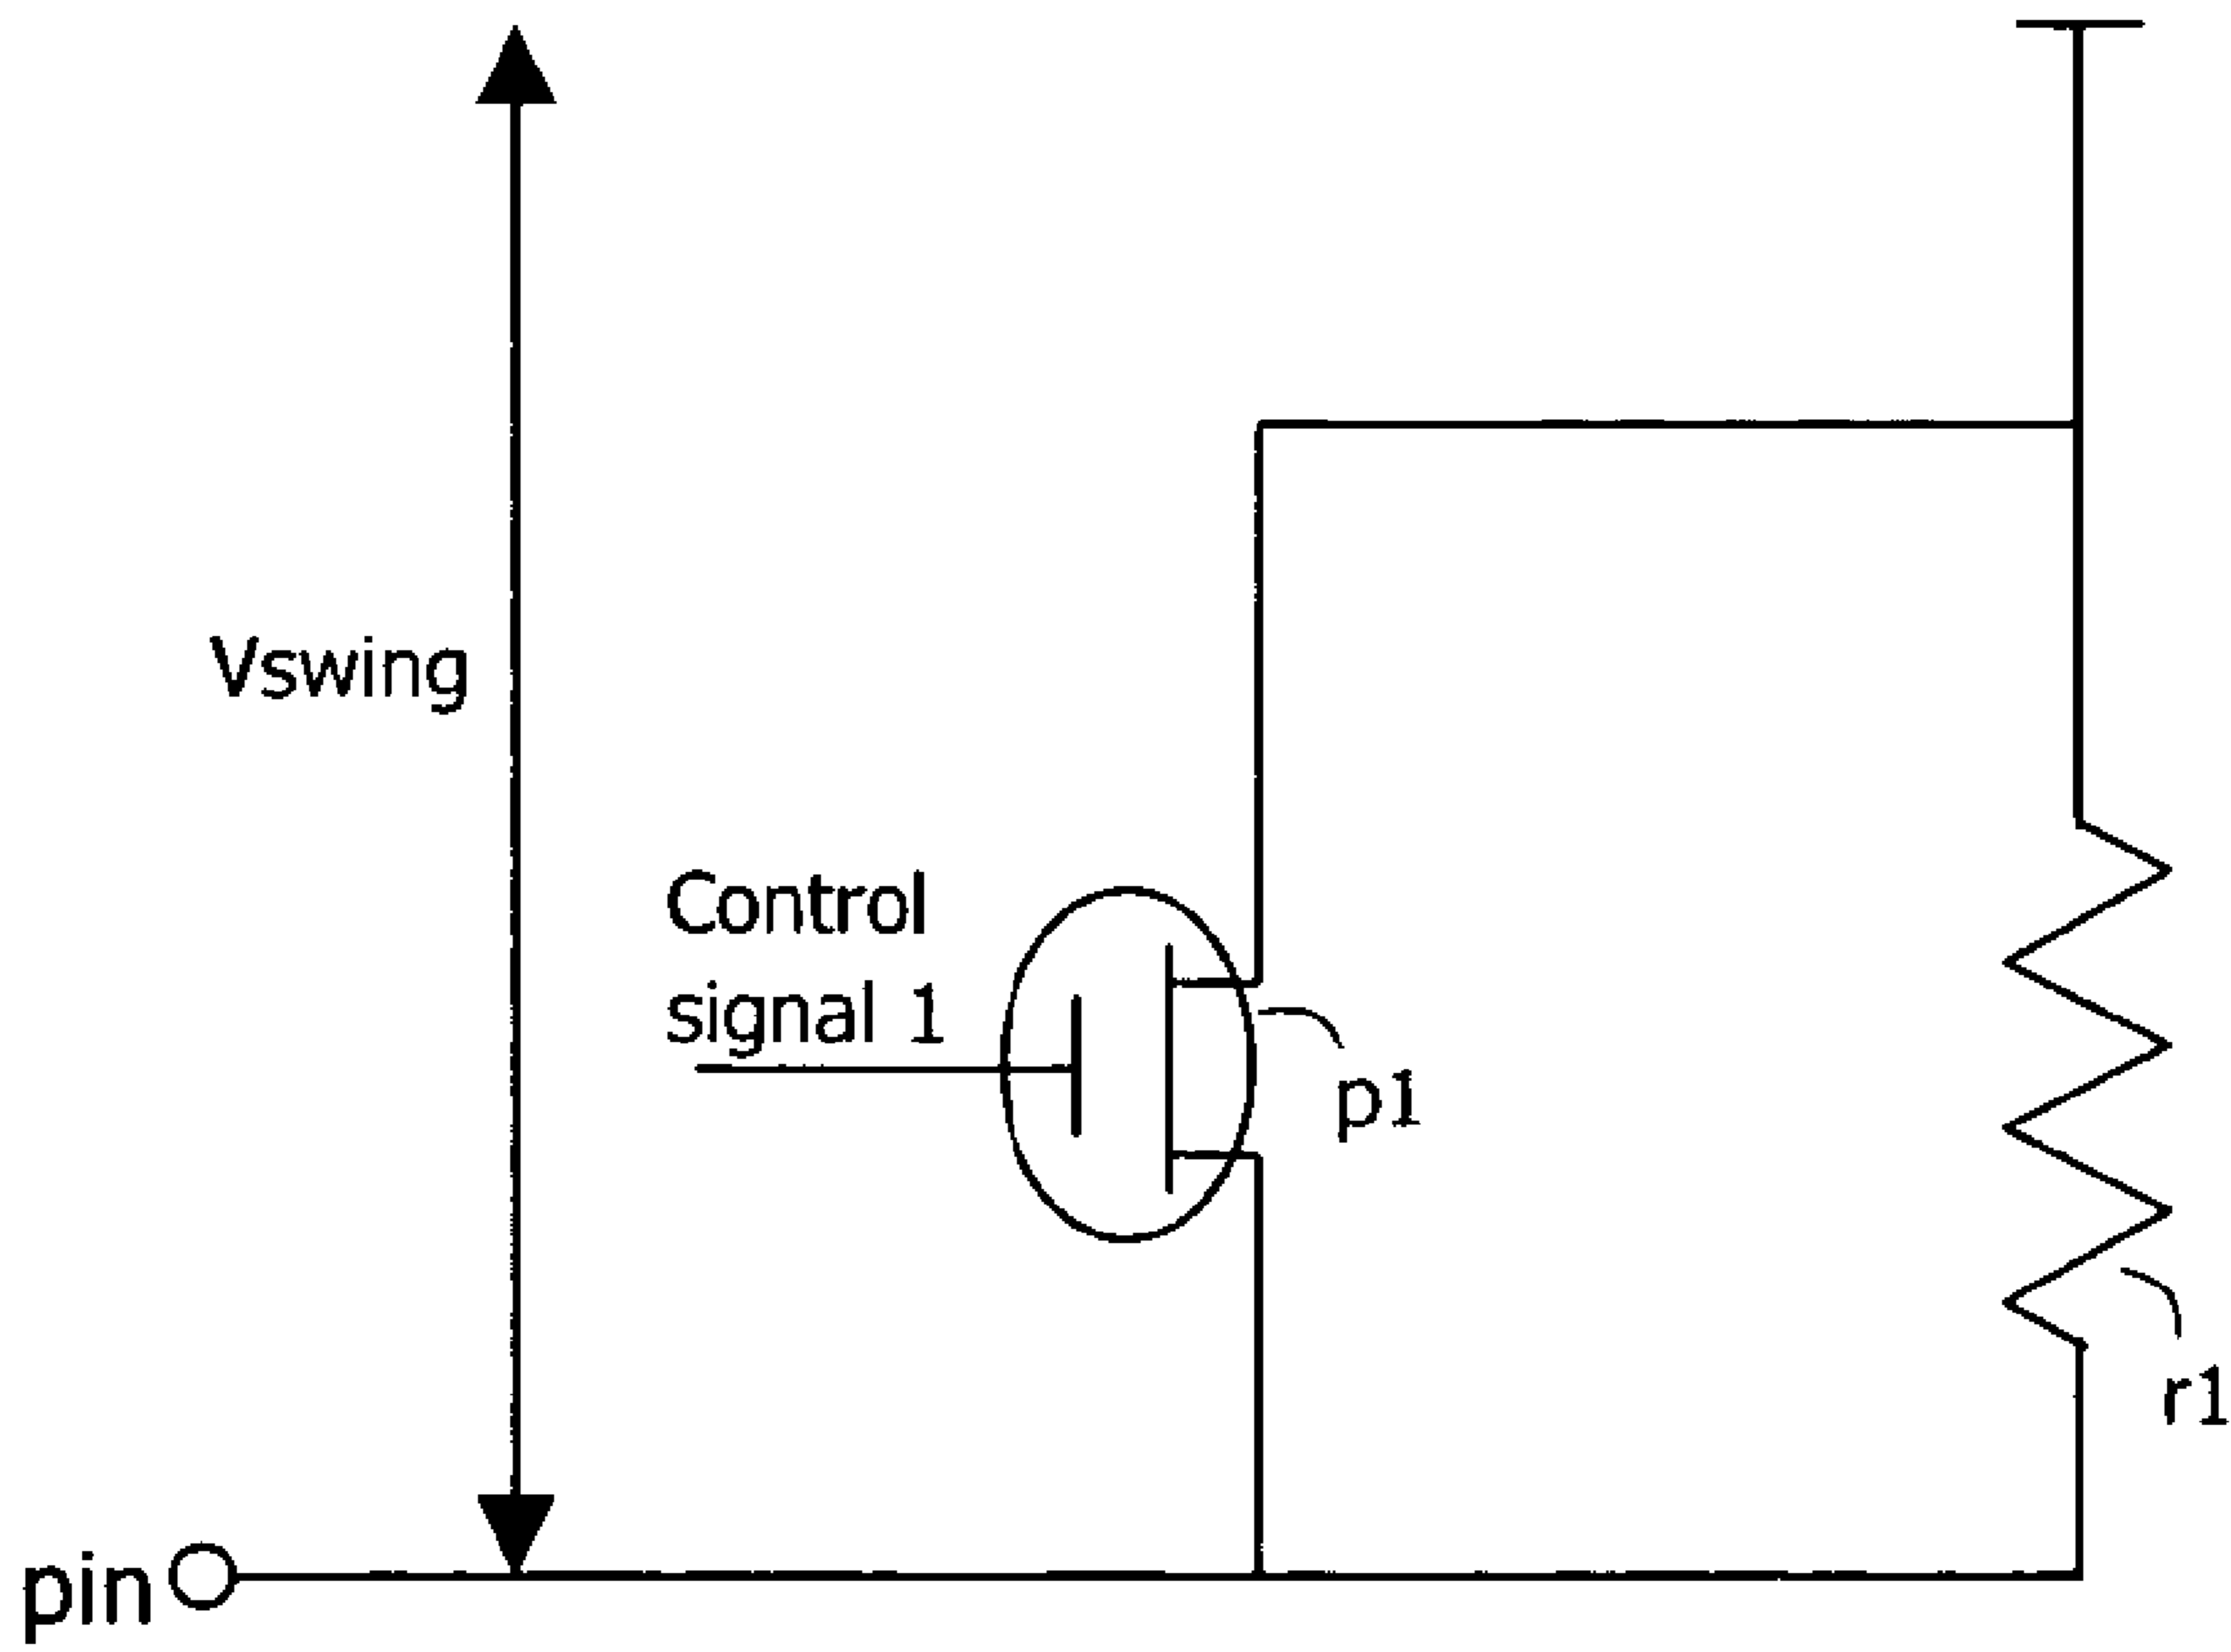 Vswing
Control
signal 1
p1
r1
pin